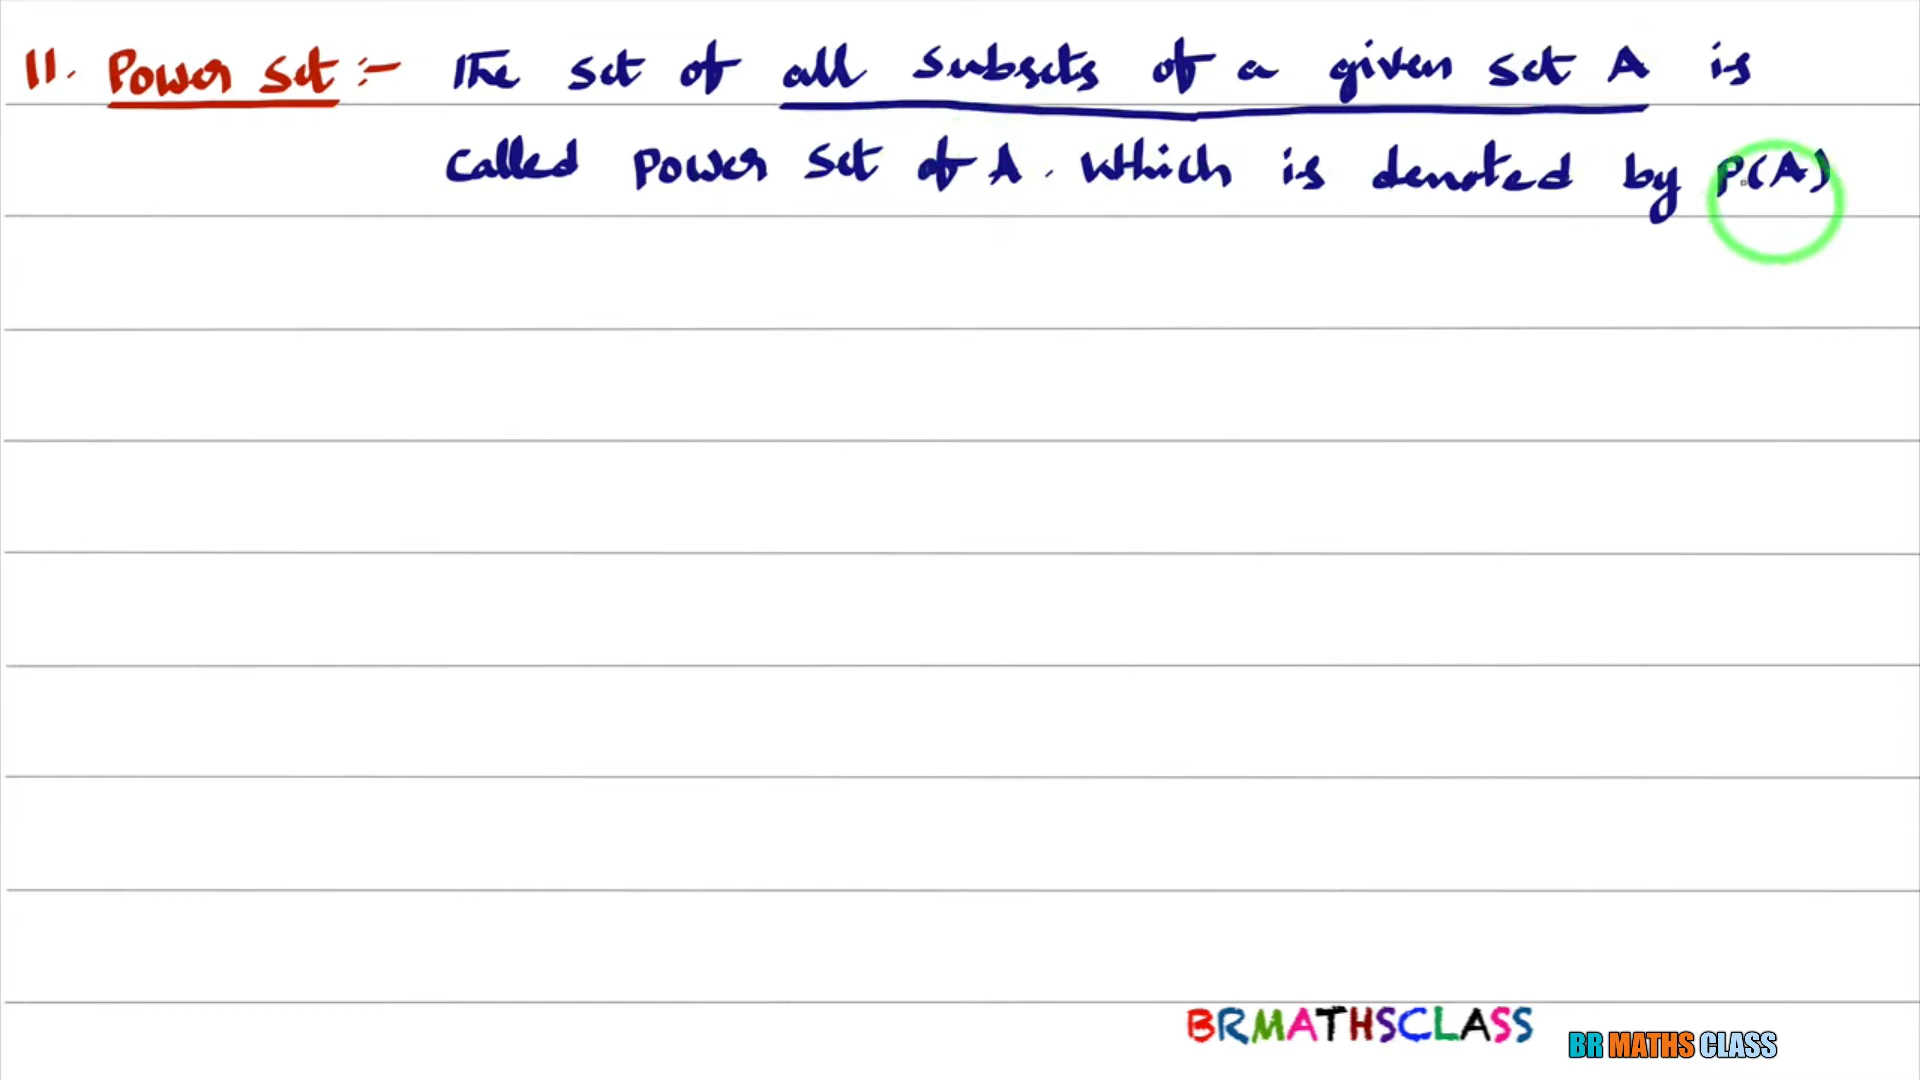 11. Power set :- The set of all subsets of a given set A is
called power set of A. Which is denoted by P(A)
BRMATHSCLASS
BR MATHS CLASS